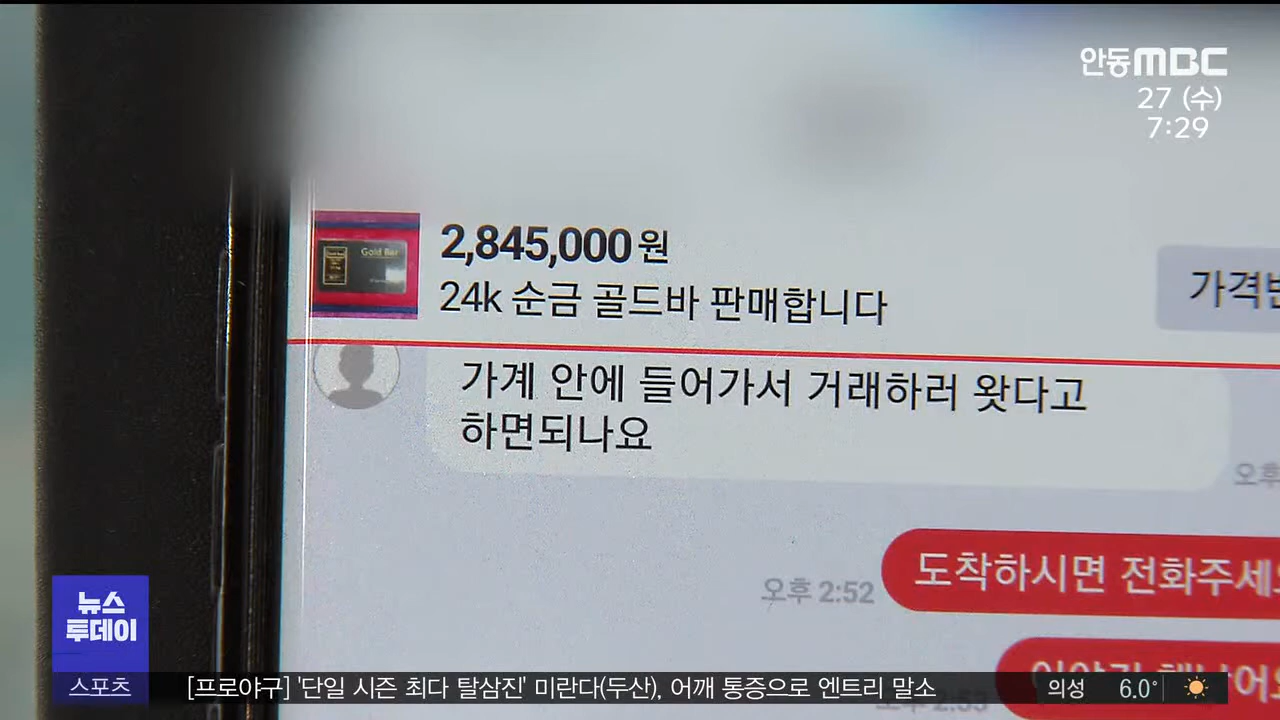 안동MBC
27 (수)
7:29
Gold Bar
2,845,000원
24k 순금 골드바 판매합니다
가계 안에 들어가서 거래하러 왓다고
하면되나요
도착하시면 전화주세
오후 2:52
오후 2:53
뉴스
투데이
스포츠
[프로야구] '단일 시즌 최다 탈삼진' 미란다(두산), 어깨 통증으로 엔트리 말소
의성 6.0°